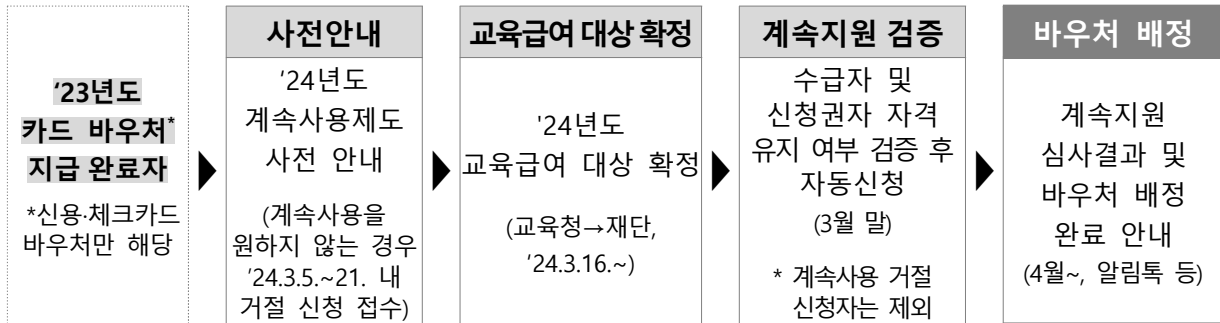 ‘23년도
카드 바우처*
지급 완료자
*신용·체크카드
바우처만 해당
▶
사전안내
'24년도
계속사용제도
사전 안내
(계속사용을
원하지 않는 경우
'24.3.5.~21. 내
거절 신청 접수)
▶
교육급여 대상 확정
'24년도
교육급여 대상 확정
(교육청→재단,
'24.3.16.~)
▶
계속지원 검증
수급자 및
신청권자 자격
유지 여부 검증 후
자동신청
(3월 말)
* 계속사용 거절
신청자는 제외
▶
바우처 배정
계속지원
심사결과 및
바우처 배정
완료 안내
(4월~, 알림톡 등)